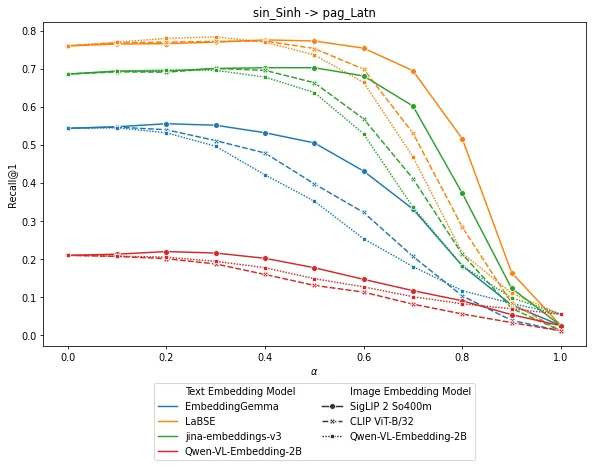 sin_Sinh -> pag_Latn
0.8
0.7
0.6
0.5
0.4
0.3
0.2
0.1
0.0
Recall@1
0.0 0.2 0.4 0.6 0.8 1.0
α
Text Embedding Model
EmbeddingGemma
LaBSE
jina-embeddings-v3
Qwen-VL-Embedding-2B
Image Embedding Model
SigLIP 2 So400m
CLIP ViT-B/32
Qwen-VL-Embedding-2B